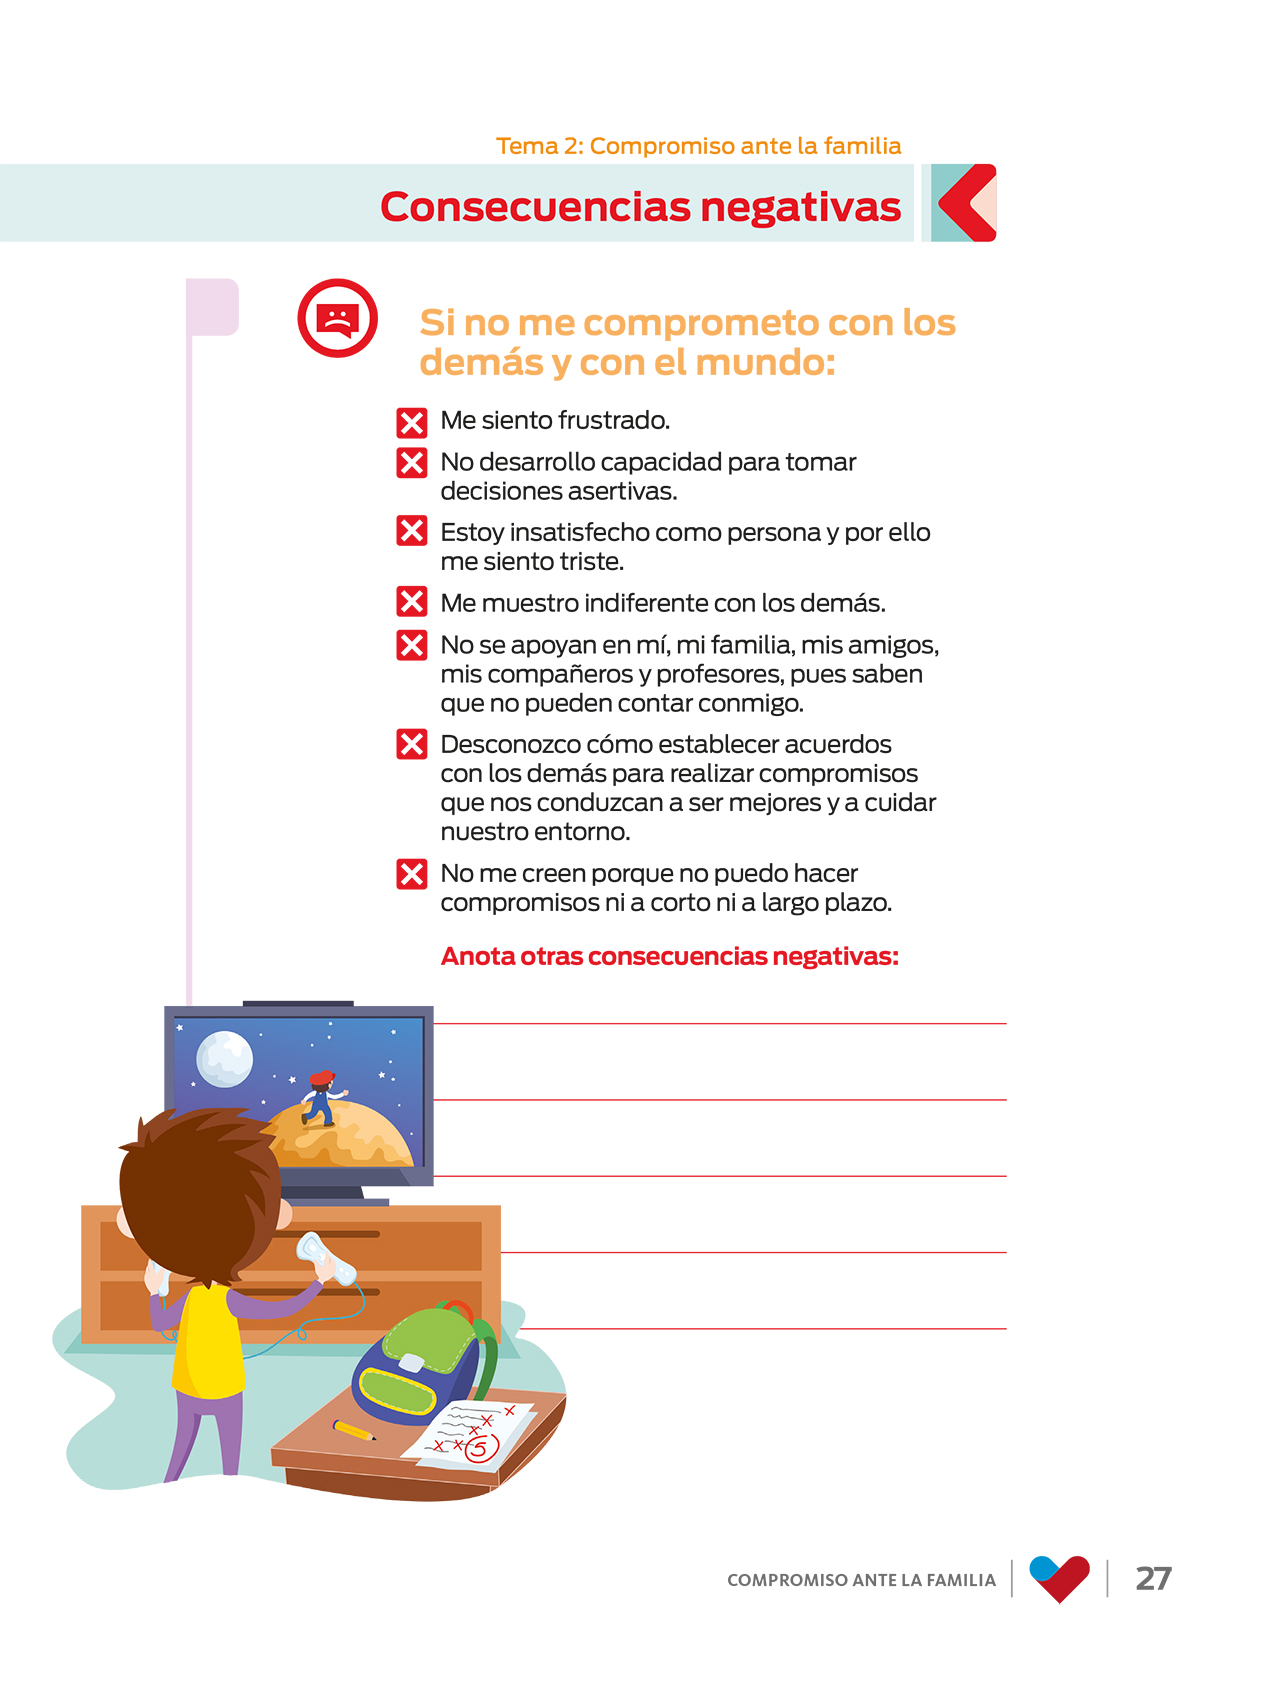 Tema 2: Compromiso ante la familia
Consecuencias negativas
Si no me comprometo con los
demás y con el mundo:
Me siento frustrado.
No desarrollo capacidad para tomar
decisiones asertivas.
Estoy insatisfecho como persona y por ello
me siento triste.
Me muestro indiferente con los demás.
No se apoyan en mí, mi familia, mis amigos,
mis compañeros y profesores, pues saben
que no pueden contar conmigo.
Desconozco cómo establecer acuerdos
con los demás para realizar compromisos
que nos conduzcan a ser mejores y a cuidar
nuestro entorno.
No me creen porque no puedo hacer
compromisos ni a corto ni a largo plazo.
Anota otras consecuencias negativas:
5
COMPROMISO ANTE LA FAMILIA
27